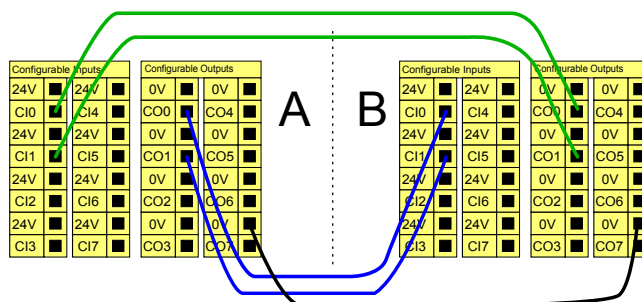 A
B
Configurable Inputs
24V 24V
CI0 CI4
24V 24V
CI1 CI5
24V 24V
CI2 CI6
24V 24V
CI3 CI7
Configurable Outputs
0V 0V
CO0 CO4
0V 0V
CO1 CO5
0V 0V
CO2 CO6
0V 0V
CO3 CO7
Configurable Inputs
24V 24V
CI0 CI4
24V 24V
CI1 CI5
24V 24V
CI2 CI6
24V 24V
CI3 CI7
Configurable Outputs
0V 0V
CO0 CO4
0V 0V
CO1 CO5
0V 0V
CO2 CO6
0V 0V
CO3 CO7